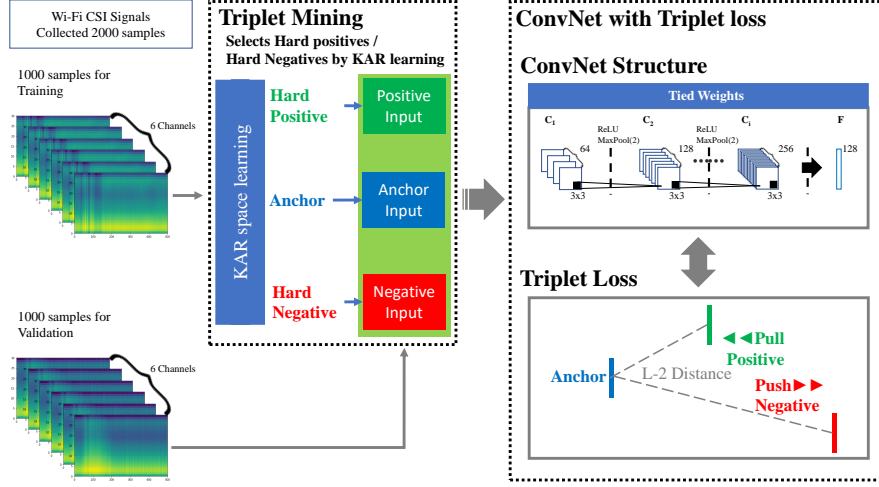 Wi-Fi CSI Signals
Collected 2000 samples
1000 samples for
Training
6 Channels
1000 samples for
Validation
6 Channels
Triplet Mining
Selects Hard positives /
Hard Negatives by KAR learning
KAR space learning
Hard
Positive
Positive
Input
Anchor
Anchor
Input
Hard
Negative
Negative
Input
ConvNet with Triplet loss
ConvNet Structure
Tied Weights
C1
C2
Ci
F
ReLU
MaxPool(2)
ReLU
MaxPool(2)
64
128
256
128
3x3
3x3
3x3
Triplet Loss
Anchor
L-2 Distance
◄◄Pull
Positive
Push►►
Negative